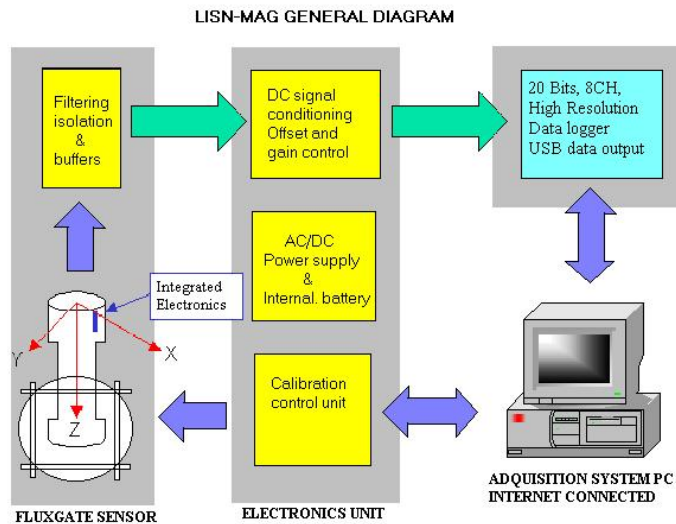 LISN-MAG GENERAL DIAGRAM
Filtering
isolation
&
buffers
DC signal
conditioning
Offset and
gain control
20 Bits, 8CH,
High Resolution
Data logger
USB data output
AC/DC
Power supply
&
Internal. battery
Integrated
Electronics
Y
X
Z
Calibration
control unit
FLUXGATE SENSOR
ELECTRONICS UNIT
ADQUISITION SYSTEM PC
INTERNET CONNECTED